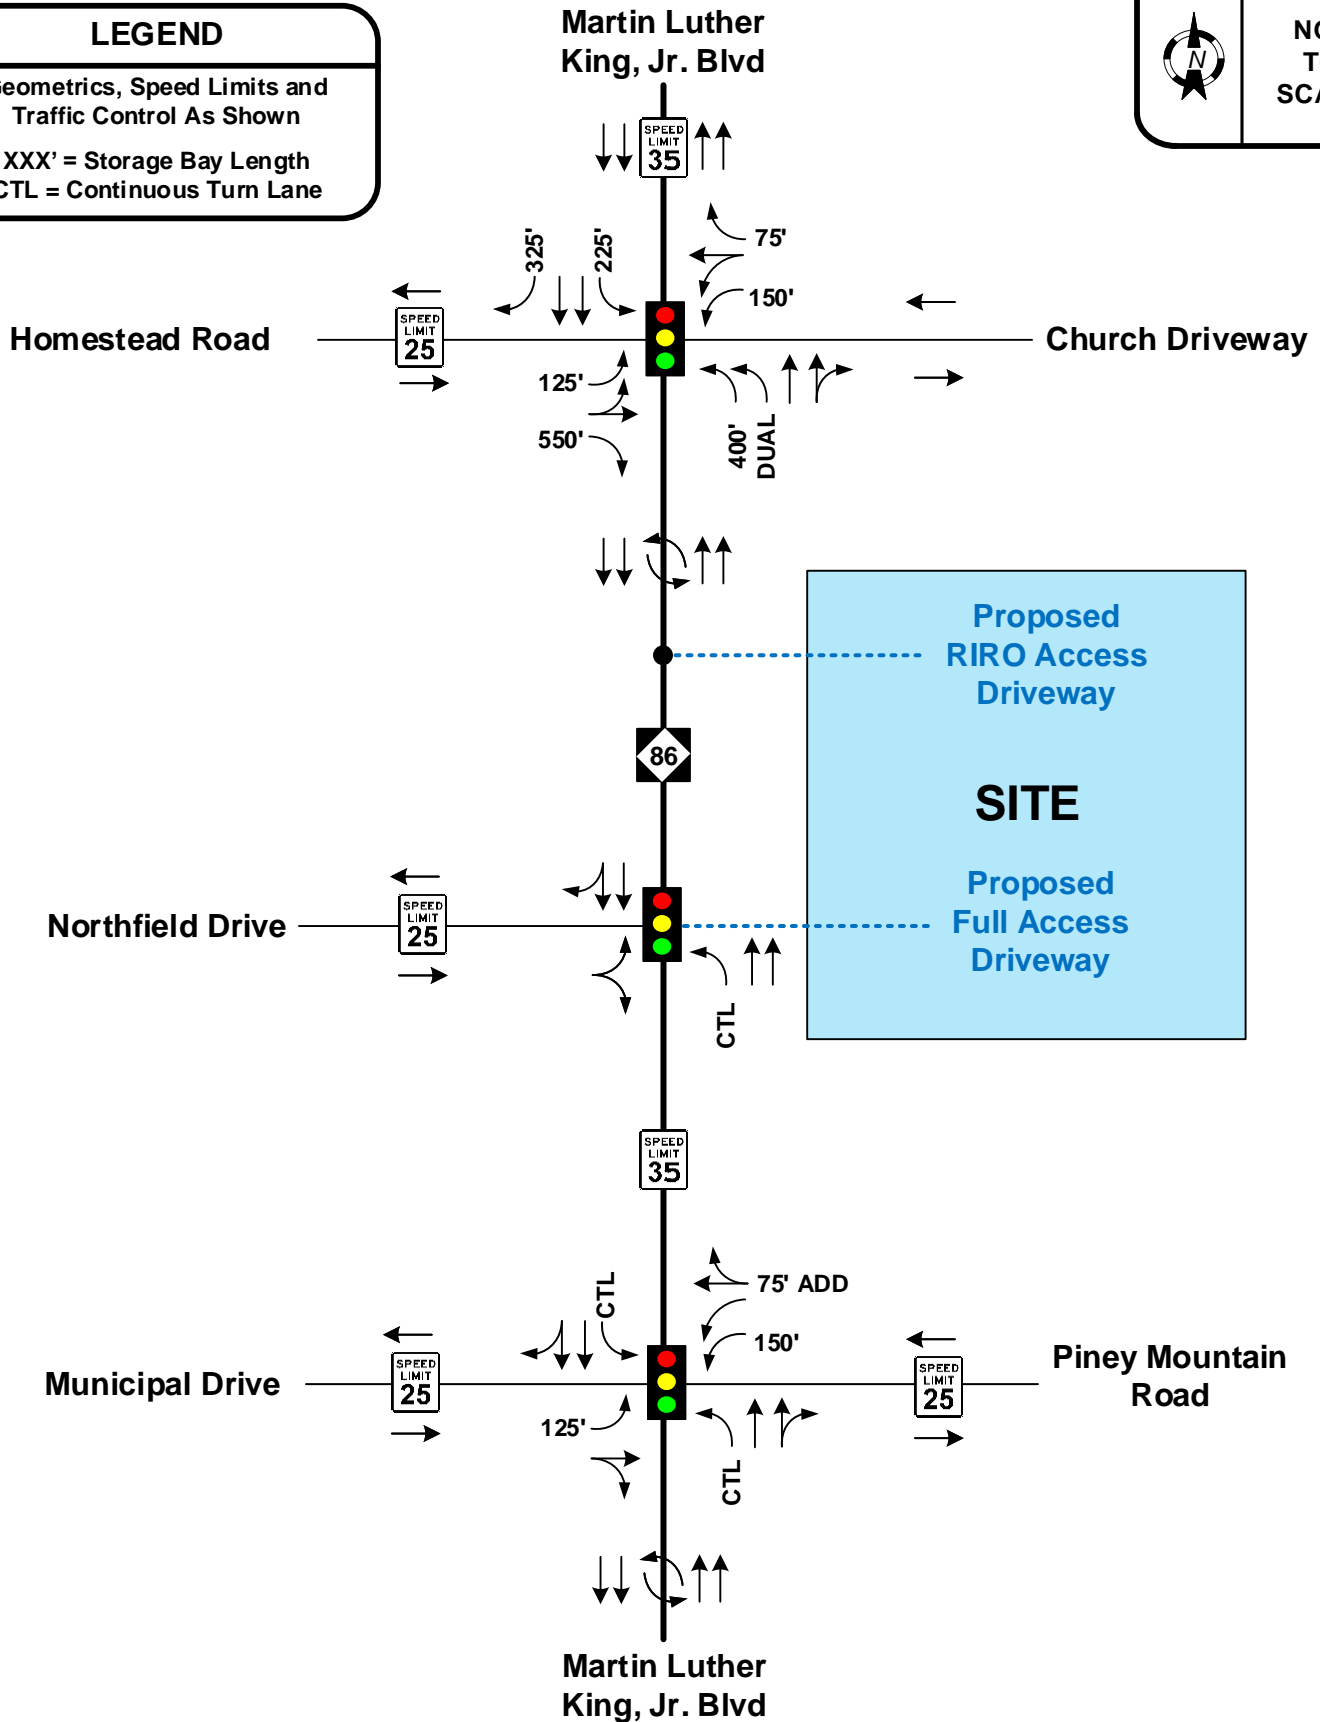 LEGEND
Geometrics, Speed Limits and
Traffic Control As Shown
XXX' = Storage Bay Length
CTL = Continuous Turn Lane
Martin Luther
King, Jr. Blvd
N
SPEED
LIMIT
35
325'
225'
75'
150'
Homestead Road
SPEED
LIMIT
25
Church Driveway
125'
550'
400'
DUAL
Proposed
RIRO Access
Driveway
86
SITE
Northfield Drive
SPEED
LIMIT
25
Proposed
Full Access
Driveway
CTL
SPEED
LIMIT
35
CTL
75' ADD
150'
Municipal Drive
SPEED
LIMIT
25
SPEED
LIMIT
25
Piney Mountain
Road
125'
CTL
Martin Luther
King, Jr. Blvd